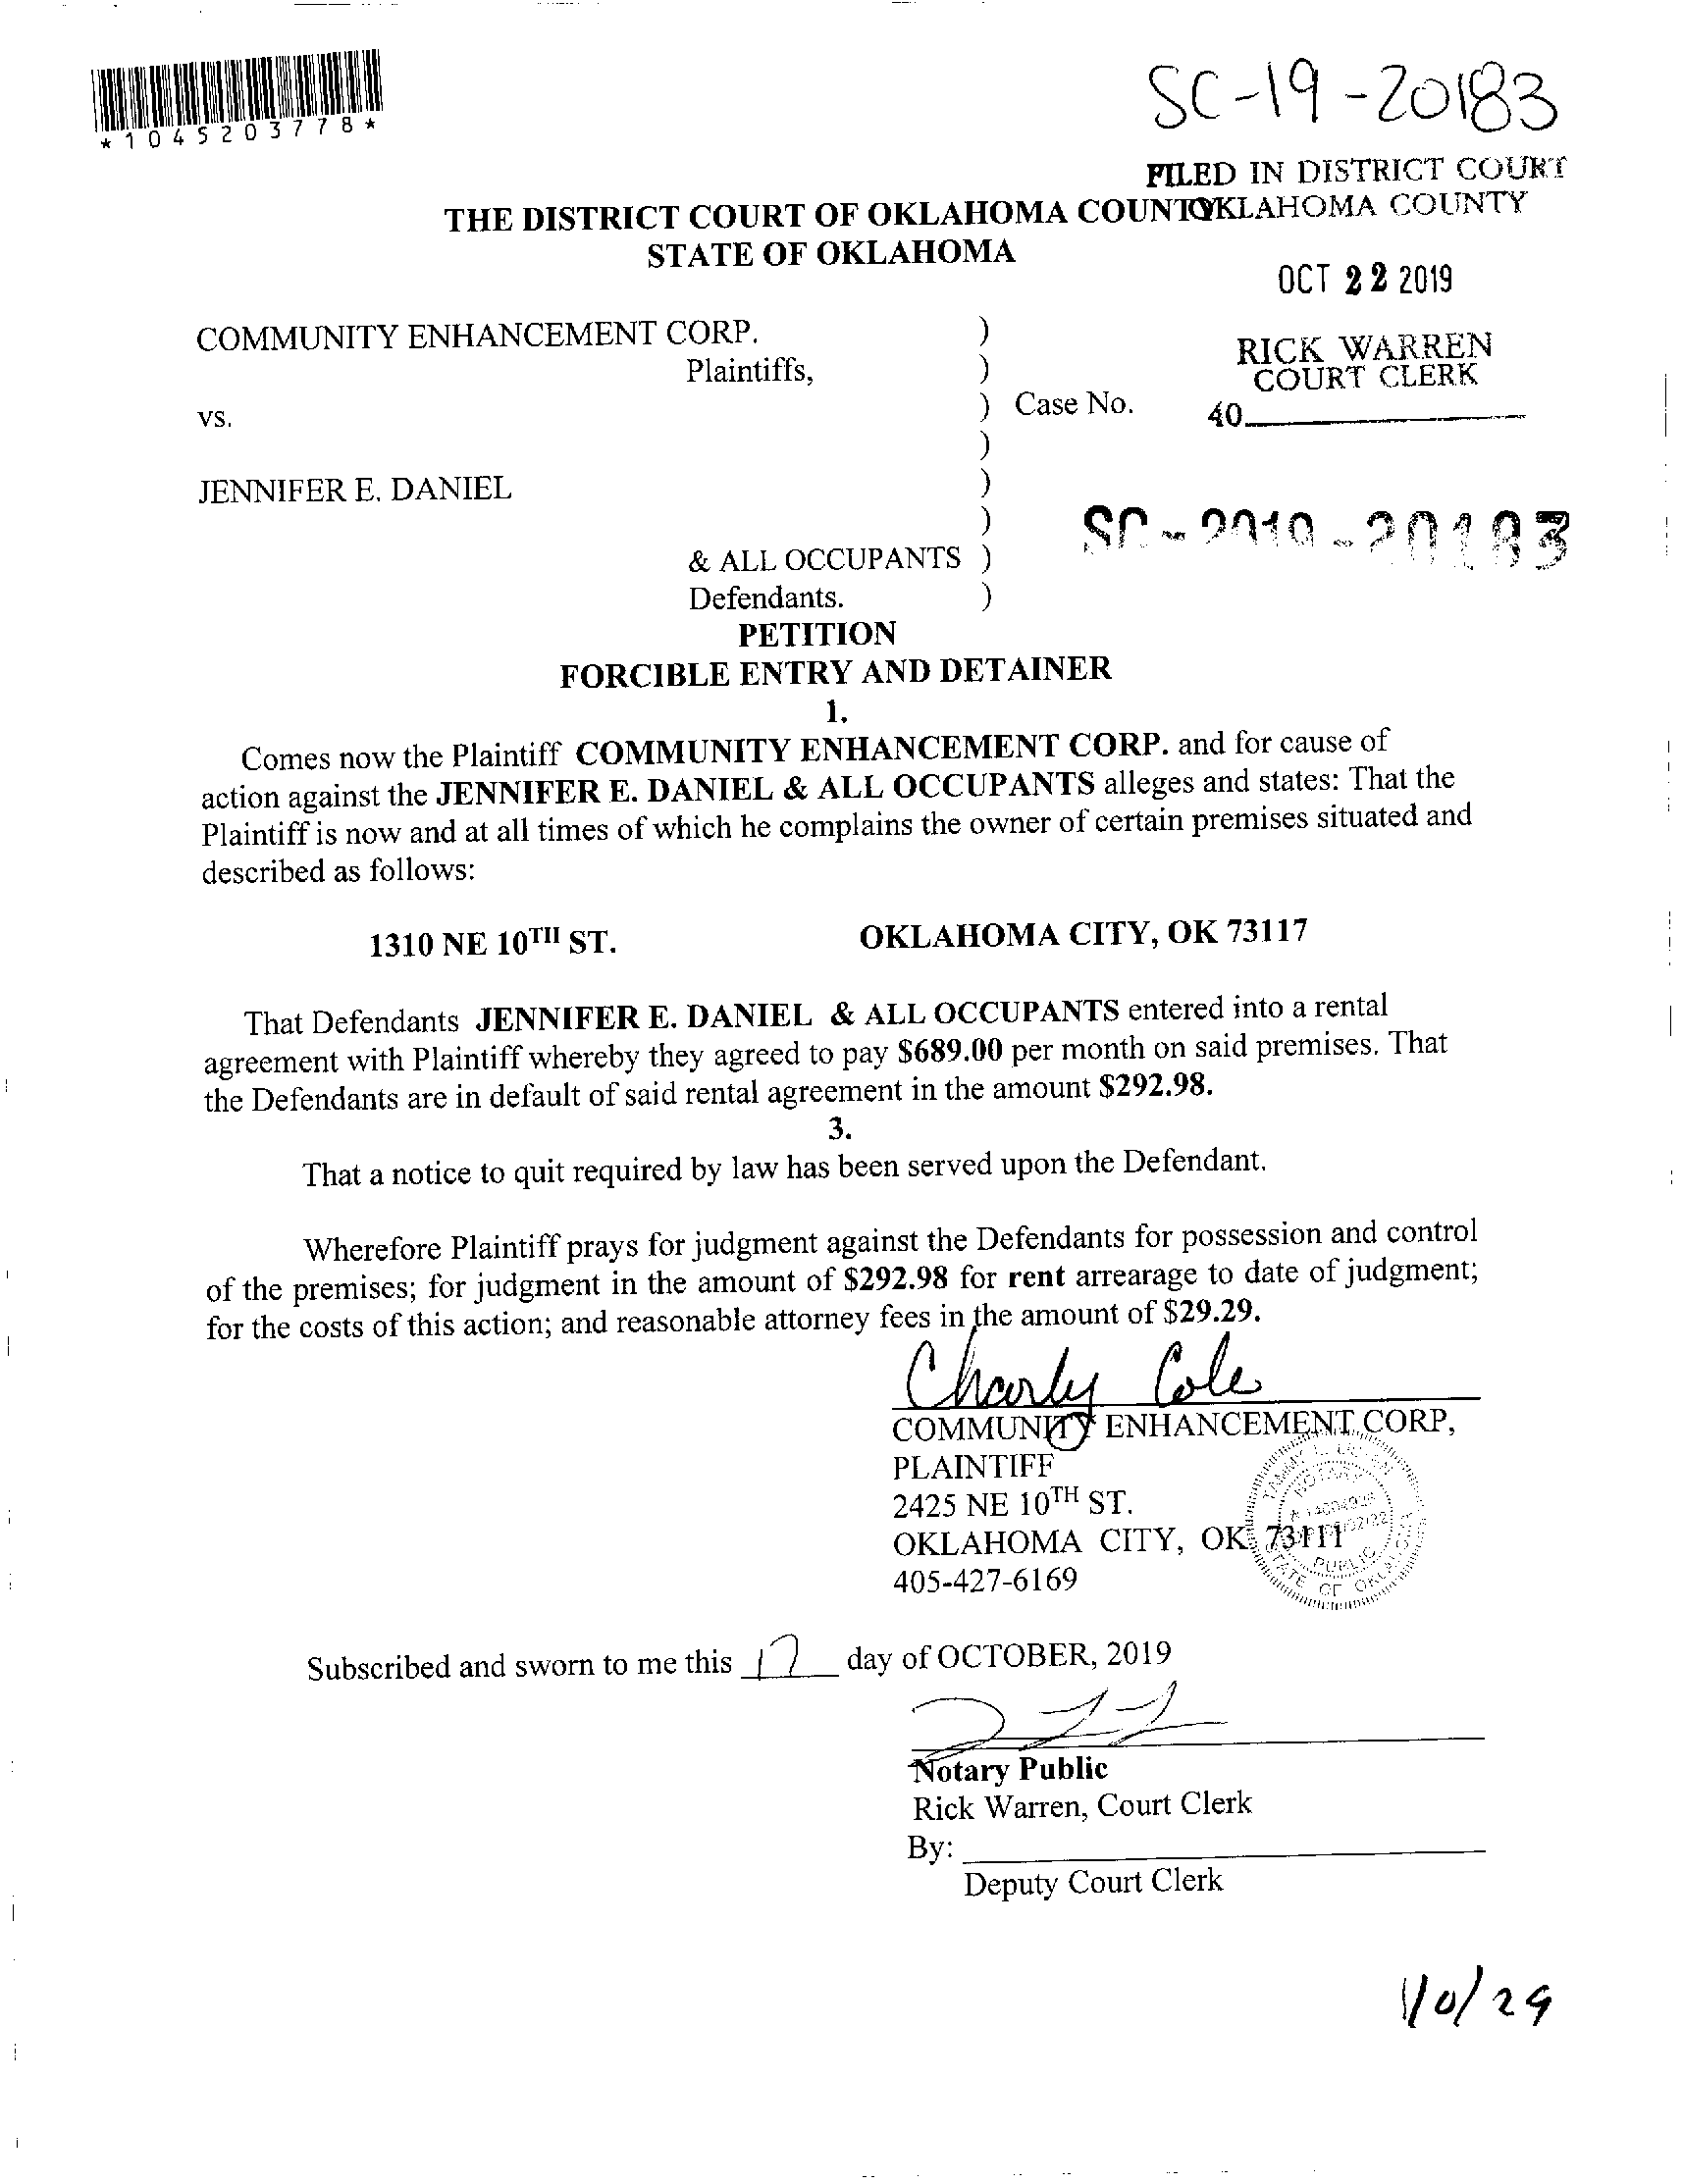 SC-19-20183
*1045203778*
FILED IN DISTRICT COURT
OKLAHOMA COUNTY
THE DISTRICT COURT OF OKLAHOMA COUNTY
STATE OF OKLAHOMA
OCT 22 2019
COMMUNITY ENHANCEMENT CORP. )
Plaintiffs, )
RICK WARREN
COURT CLERK
vs. ) Case No. 40
)
JENNIFER E. DANIEL )
) SC-2019-20183
& ALL OCCUPANTS )
Defendants. )
PETITION
FORCIBLE ENTRY AND DETAINER
1.
Comes now the Plaintiff COMMUNITY ENHANCEMENT CORP. and for cause of
action against the JENNIFER E. DANIEL & ALL OCCUPANTS alleges and states: That the
Plaintiff is now and at all times of which he complains the owner of certain premises situated and
described as follows:
1310 NE 10TH ST. OKLAHOMA CITY, OK 73117
That Defendants JENNIFER E. DANIEL & ALL OCCUPANTS entered into a rental
agreement with Plaintiff whereby they agreed to pay $689.00 per month on said premises. That
the Defendants are in default of said rental agreement in the amount $292.98.
3.
That a notice to quit required by law has been served upon the Defendant.
Wherefore Plaintiff prays for judgment against the Defendants for possession and control
of the premises; for judgment in the amount of $292.98 for rent arrearage to date of judgment;
for the costs of this action; and reasonable attorney fees in the amount of $29.29.
Charly Cole
COMMUNITY ENHANCEMENT CORP,
PLAINTIFF
2425 NE 10TH ST.
OKLAHOMA CITY, OK 73111
405-427-6169
TAMMY L.
NOTARY
PUBLIC
STATE OF OKLAHOMA
Subscribed and sworn to me this 17 day of OCTOBER, 2019
Notary Public
Rick Warren, Court Clerk
By:
Deputy Court Clerk
10/29